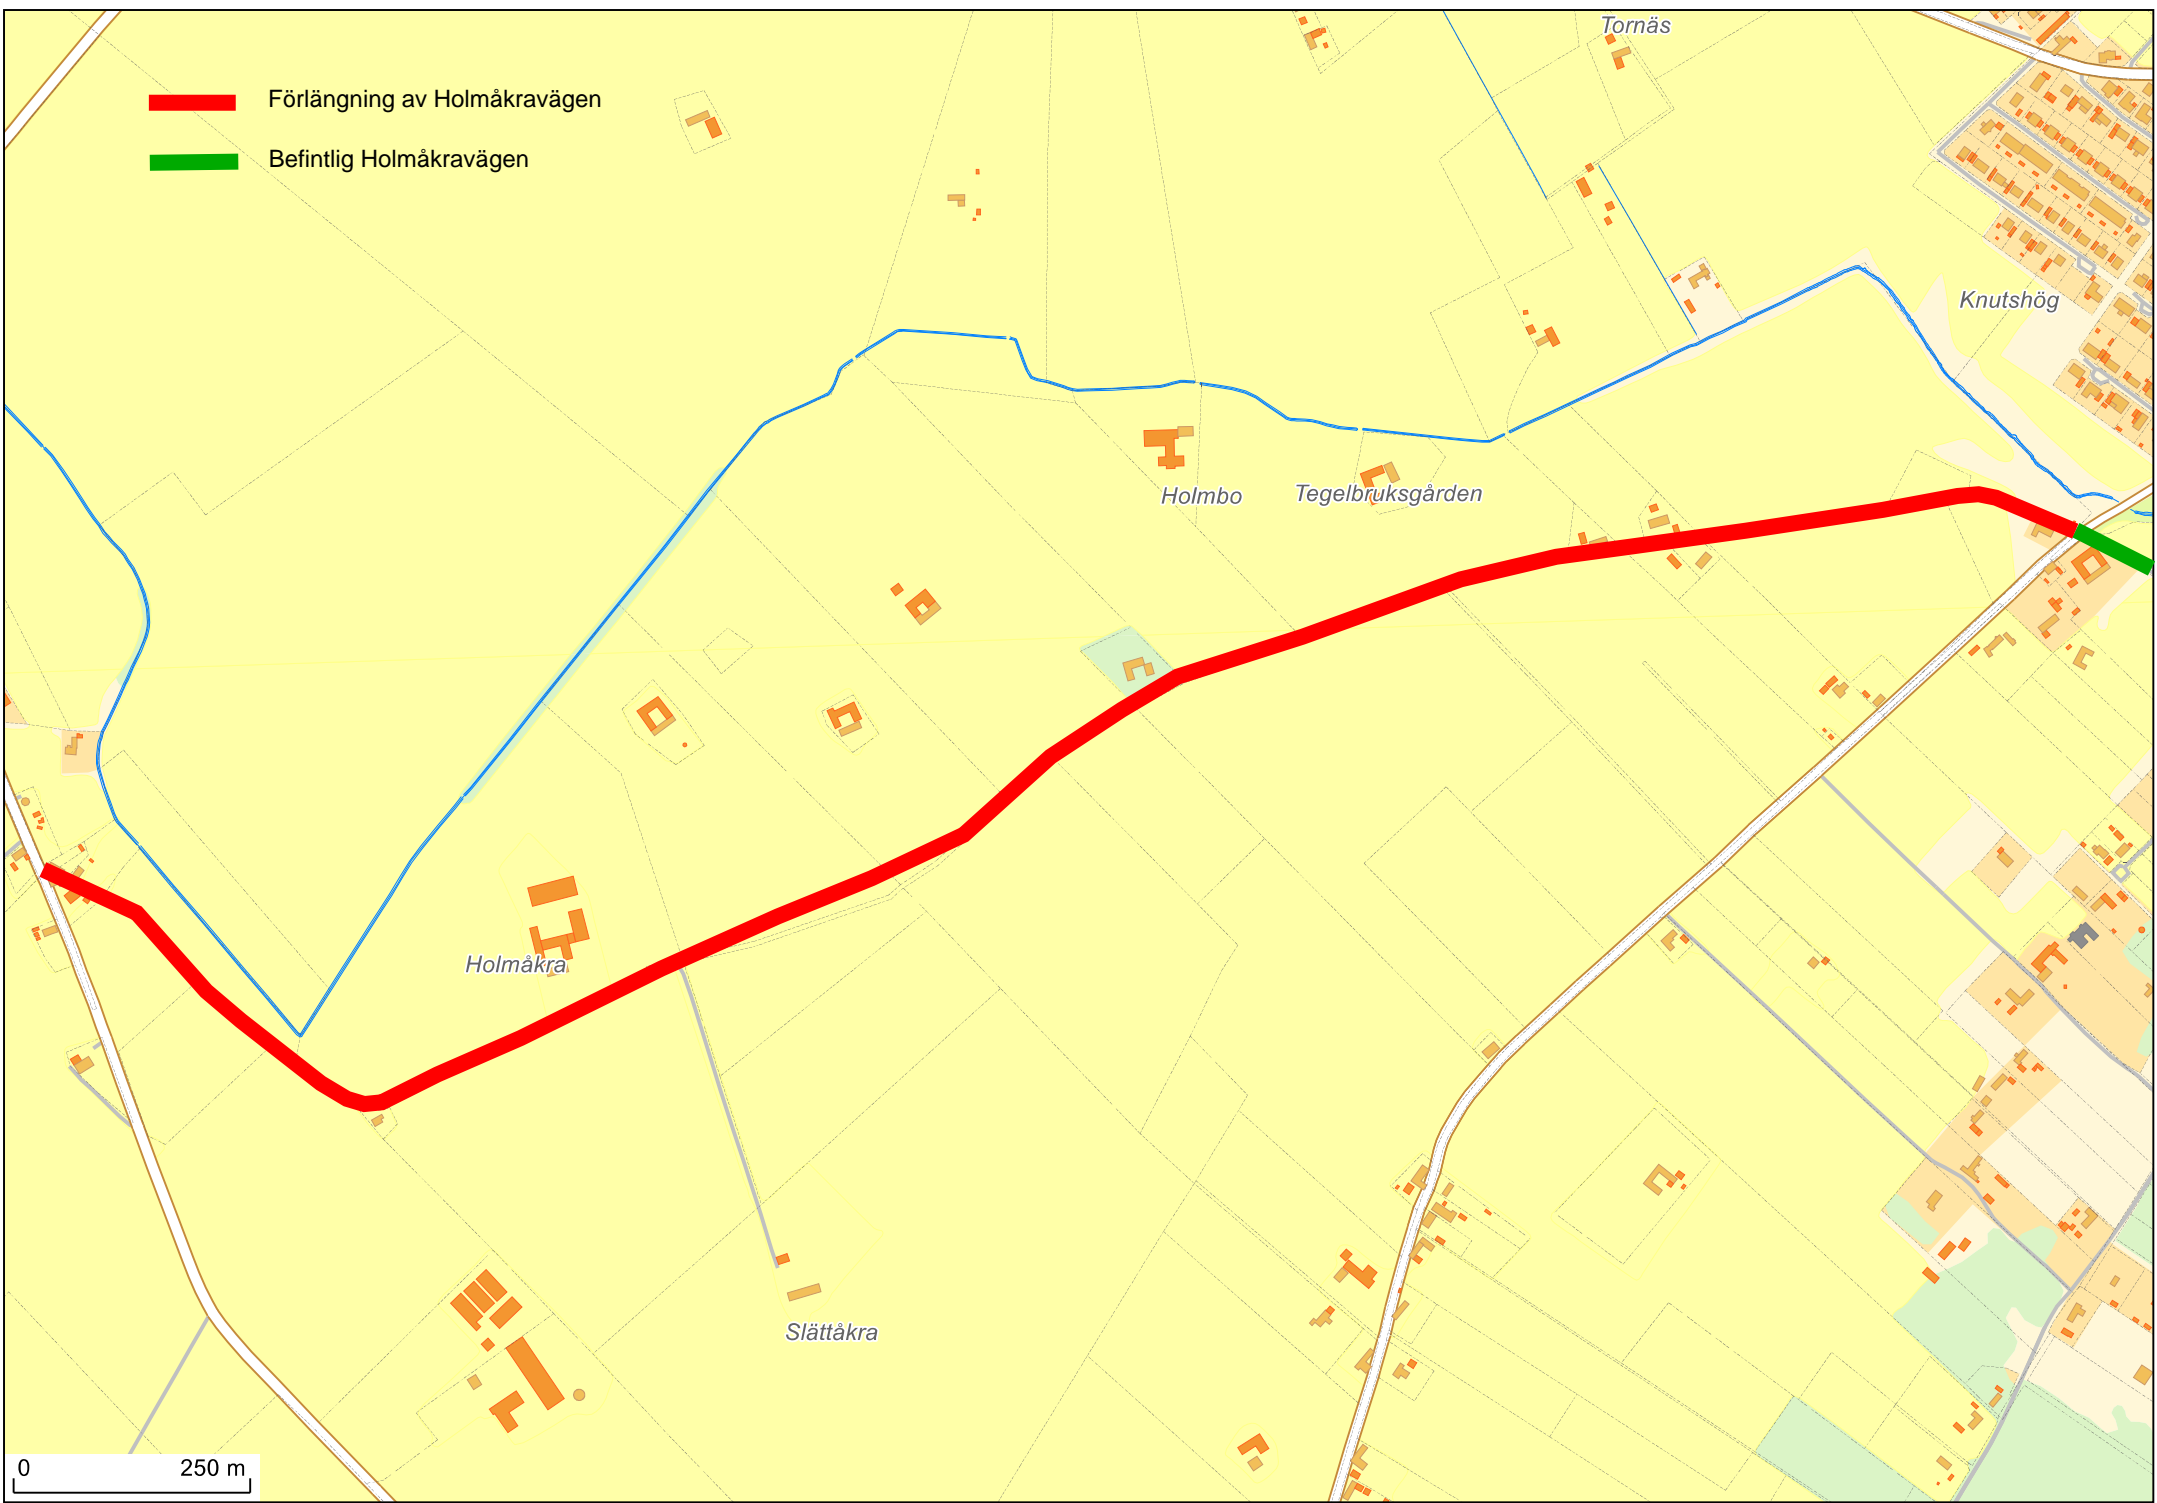 Tornäs
Förlängning av Holmåkravägen
Befintlig Holmåkravägen
Knutshög
Holmbo
Tegelbruksgården
Holmåkra
Slättåkra
0 250 m